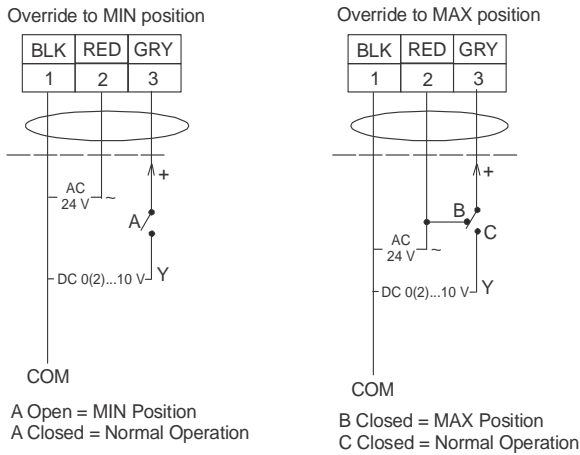 Override to MIN position
BLK RED GRY
1 2 3
+
AC
24 V ~
A
DC 0(2)...10 V Y
COM
A Open = MIN Position
A Closed = Normal Operation
Override to MAX position
BLK RED GRY
1 2 3
+
B
C
AC
24 V ~
DC 0(2)...10 V Y
COM
B Closed = MAX Position
C Closed = Normal Operation